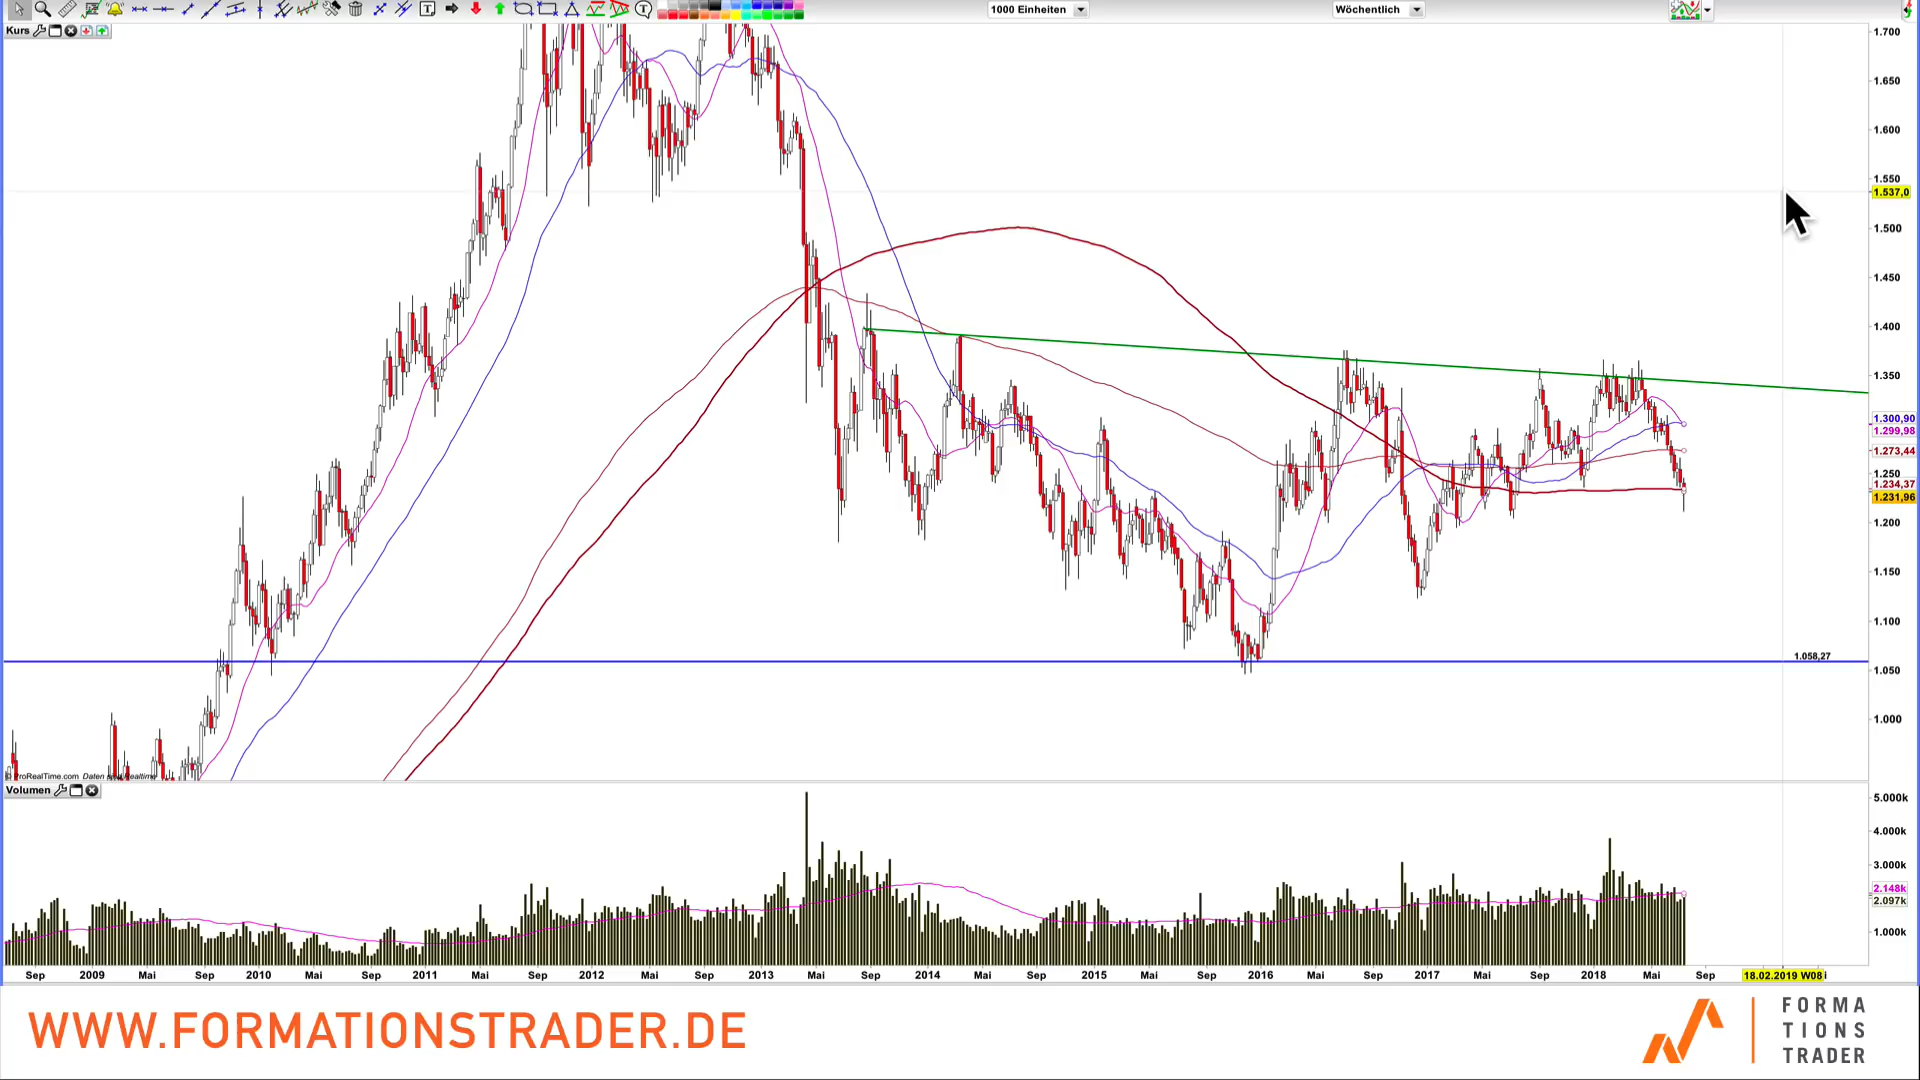 1000 Einheiten
Wöchentlich
Kurs
1.700
1.650
1.600
1.550
1.537,0
1.500
1.450
1.400
1.350
1.300,90
1.299,98
1.273,44
1.250
1.234,37
1.231,96
1.200
1.150
1.100
1.058,27
1.050
1.000
ProRealTime.com
Volumen
5.000k
4.000k
3.000k
2.148k
2.097k
1.000k
Sep 2009 Mai Sep 2010 Mai Sep 2011 Mai Sep 2012 Mai Sep 2013 Mai Sep 2014 Mai Sep 2015 Mai Sep 2016 Mai Sep 2017 Mai Sep 2018 Mai Sep 18.02.2019 W08
WWW.FORMATIONSTRADER.DE
FORMA
TIONS
TRADER